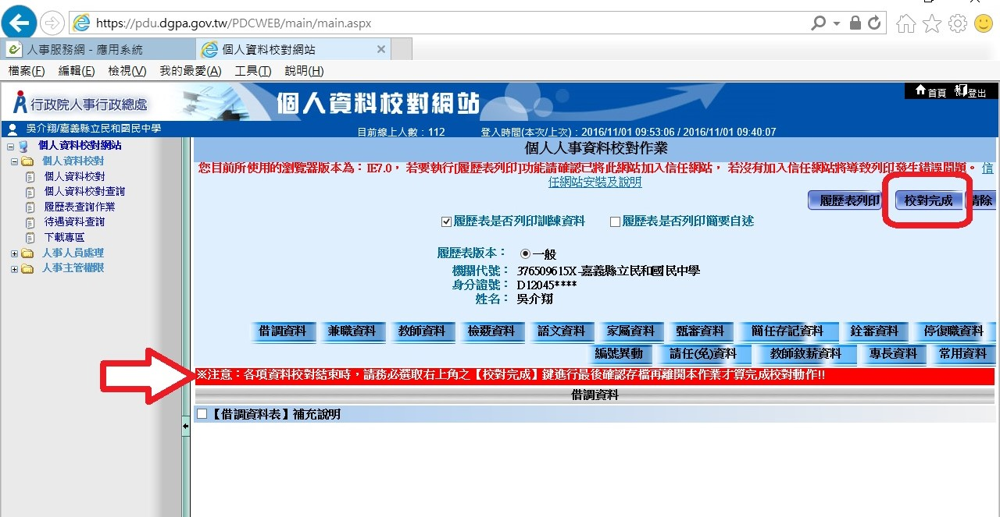 https://pdu.dgpa.gov.tw/PDCWEB/main/main.aspx
人事服務網 - 應用系統
個人資料校對網站
檔案(F) 編輯(E) 檢視(V) 我的最愛(A) 工具(T) 說明(H)
行政院人事行政總處
個人資料校對網站
首頁 登出
吳介翔/嘉義縣立民和國民中學
目前線上人數：112
登入時間(本次/上次)：2016/11/01 09:53:06 / 2016/11/01 09:40:07
個人資料校對網站
個人資料校對
個人資料校對
個人資料校對查詢
履歷表查詢作業
待遇資料查詢
下載專區
人事人員處理
人事主管權限
個人人事資料校對作業
您目前所使用的瀏覽器版本為：IE7.0， 若要執行[履歷表列印]功能請確認已將此網站加入信任網站， 若沒有加入信任網站將導致列印發生錯誤問題。 信
任網站安裝及說明
履歷表列印 校對完成 清除
履歷表是否列印訓練資料 履歷表是否列印簡要自述
履歷表版本： 一般
機關代號： 376509615X-嘉義縣立民和國民中學
身分證號： D12045****
姓名： 吳介翔
借調資料 兼職資料 教師資料 檢覈資料 語文資料 家屬資料 甄審資料 簡任存記資料 銓審資料 停復職資料
編號異動 請任(免)資料 教師敘薪資料 專長資料 常用資料
※注意：各項資料校對結束時，請務必選取右上角之【校對完成】鍵進行最後確認存檔再離開本作業才算完成校對動作!!
借調資料
【借調資料表】補充說明